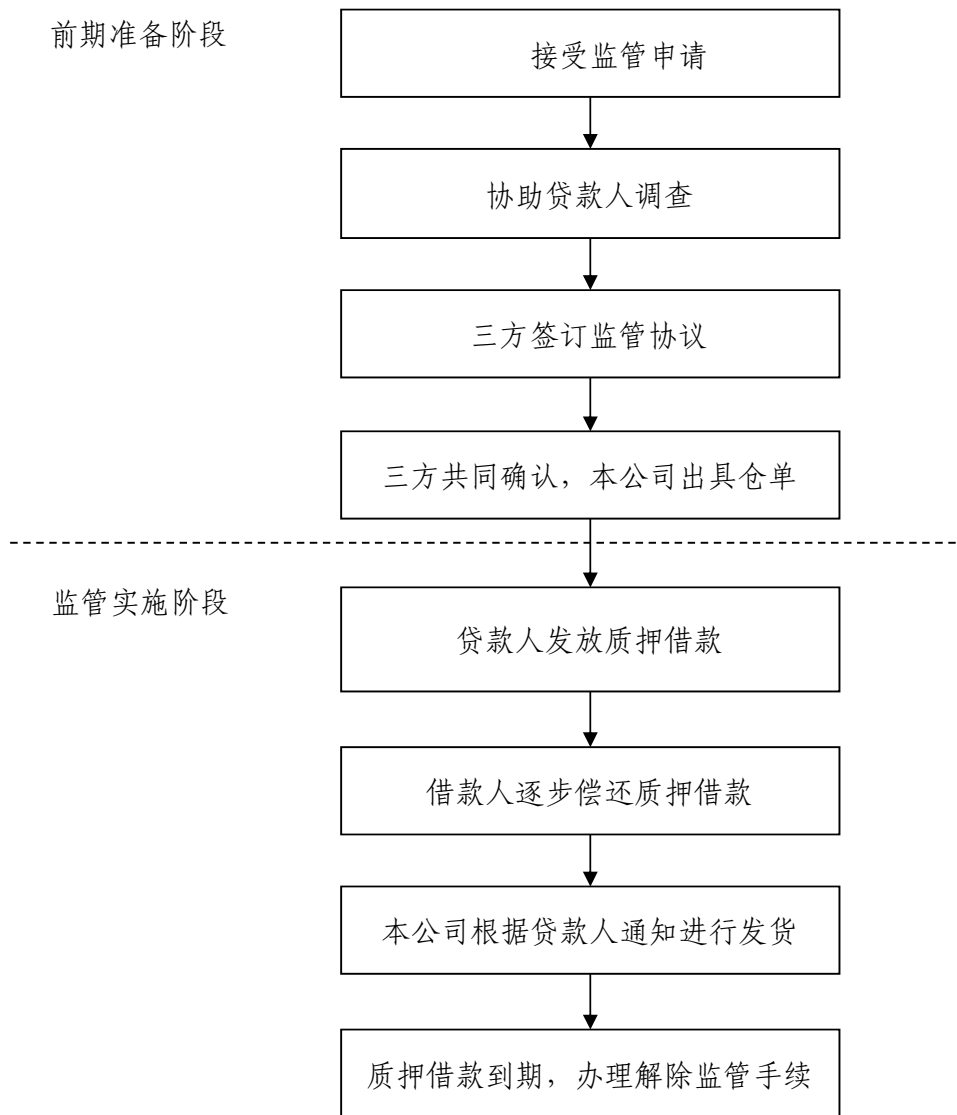 前期准备阶段
接受监管申请
协助贷款人调查
三方签订监管协议
三方共同确认，本公司出具仓单
监管实施阶段
贷款人发放质押借款
借款人逐步偿还质押借款
本公司根据贷款人通知进行发货
质押借款到期，办理解除监管手续